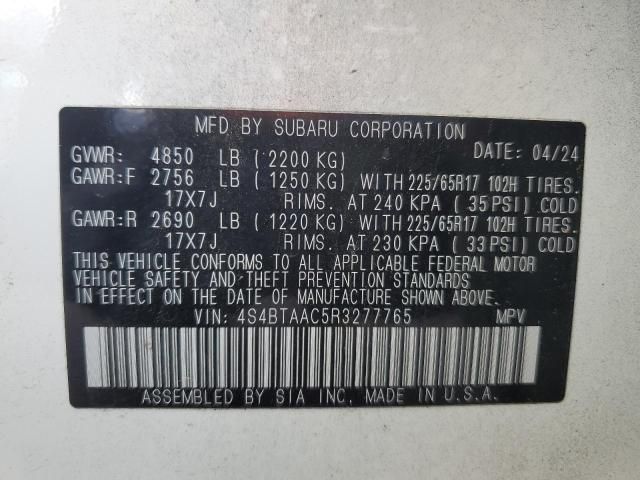 MFD. BY SUBARU CORPORATION
GVWR: 4850 LB ( 2200 KG) DATE: 04/24
GAWR:F 2756 LB ( 1250 KG) WITH 225/65R17 102H TIRES.
17X7J RIMS. AT 240 KPA ( 35 PSI) COLD
GAWR:R 2690 LB ( 1220 KG) WITH 225/65R17 102H TIRES.
17X7J RIMS. AT 230 KPA ( 33 PSI) COLD
THIS VEHICLE CONFORMS TO ALL APPLICABLE FEDERAL MOTOR
VEHICLE SAFETY AND THEFT PREVENTION STANDARDS
IN EFFECT ON THE DATE OF MANUFACTURE SHOWN ABOVE.
VIN: 4S4BTAAC5R3277765 MPV
ASSEMBLED BY SIA INC. MADE IN U.S.A.